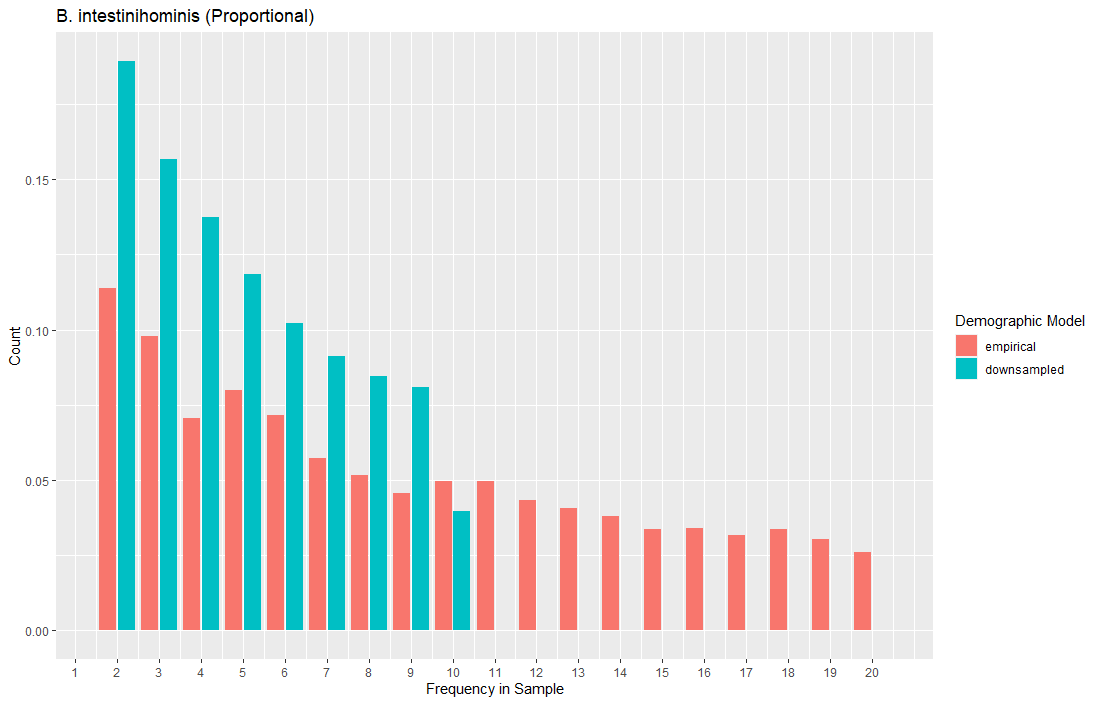 B. intestinihominis (Proportional)
Count
0.15
0.10
0.05
0.00
1 2 3 4 5 6 7 8 9 10 11 12 13 14 15 16 17 18 19 20
Frequency in Sample
Demographic Model
empirical
downsampled